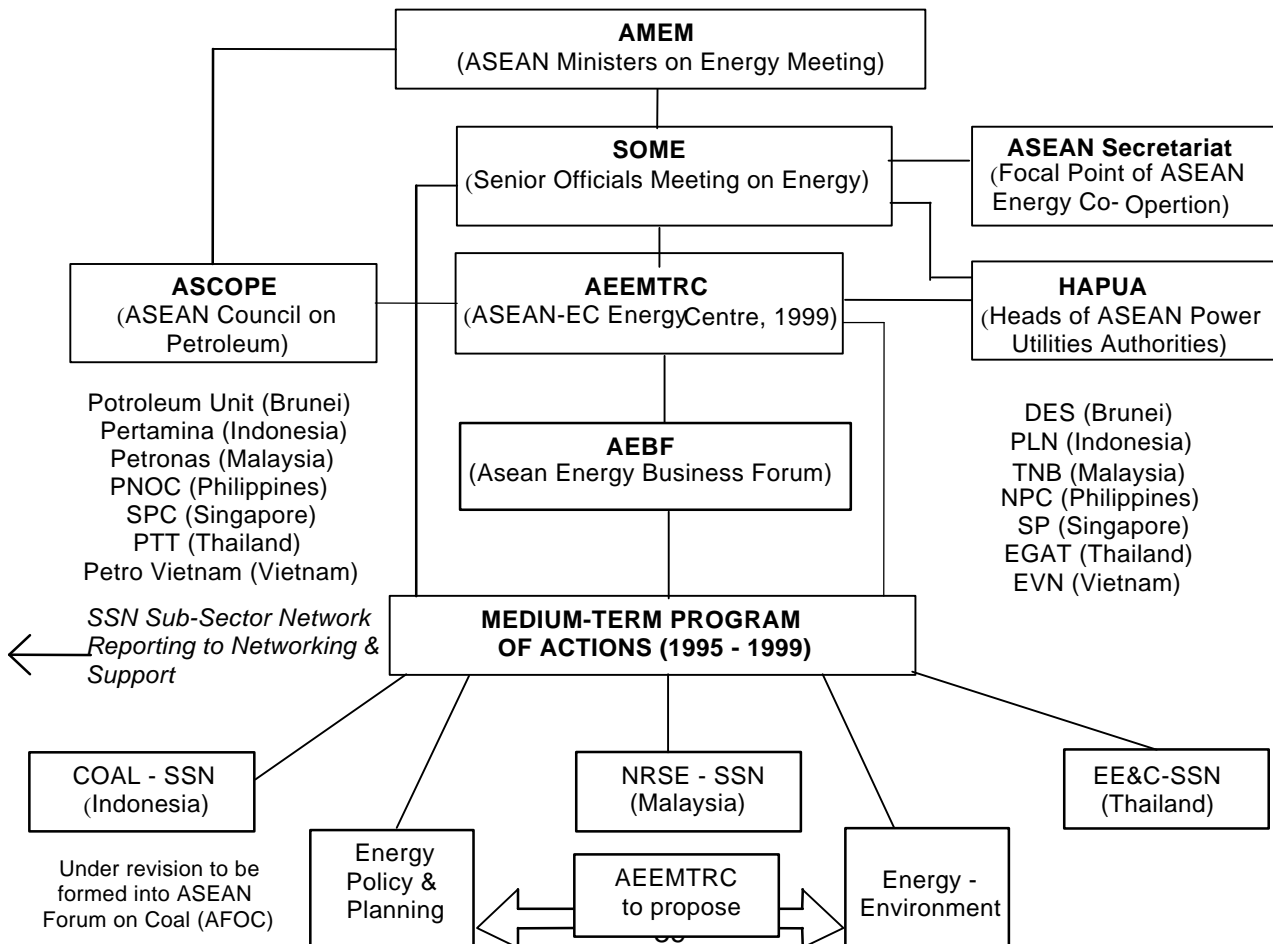 AMEM
(ASEAN Ministers on Energy Meeting)
SOME
(Senior Officials Meeting on Energy)
ASEAN Secretariat
(Focal Point of ASEAN
Energy Co- Opertion)
ASCOPE
(ASEAN Council on
Petroleum)
AEEMTRC
(ASEAN-EC Energy Centre, 1999)
HAPUA
(Heads of ASEAN Power
Utilities Authorities)
Potroleum Unit (Brunei)
Pertamina (Indonesia)
Petronas (Malaysia)
PNOC (Philippines)
SPC (Singapore)
PTT (Thailand)
Petro Vietnam (Vietnam)
AEBF
(Asean Energy Business Forum)
DES (Brunei)
PLN (Indonesia)
TNB (Malaysia)
NPC (Philippines)
SP (Singapore)
EGAT (Thailand)
EVN (Vietnam)
SSN Sub-Sector Network
Reporting to Networking &
Support
MEDIUM-TERM PROGRAM
OF ACTIONS (1995 - 1999)
COAL - SSN
(Indonesia)
NRSE - SSN
(Malaysia)
EE&C-SSN
(Thailand)
Under revision to be
formed into ASEAN
Forum on Coal (AFOC)
Energy
Policy &
Planning
AEEMTRC
to propose
Energy -
Environment